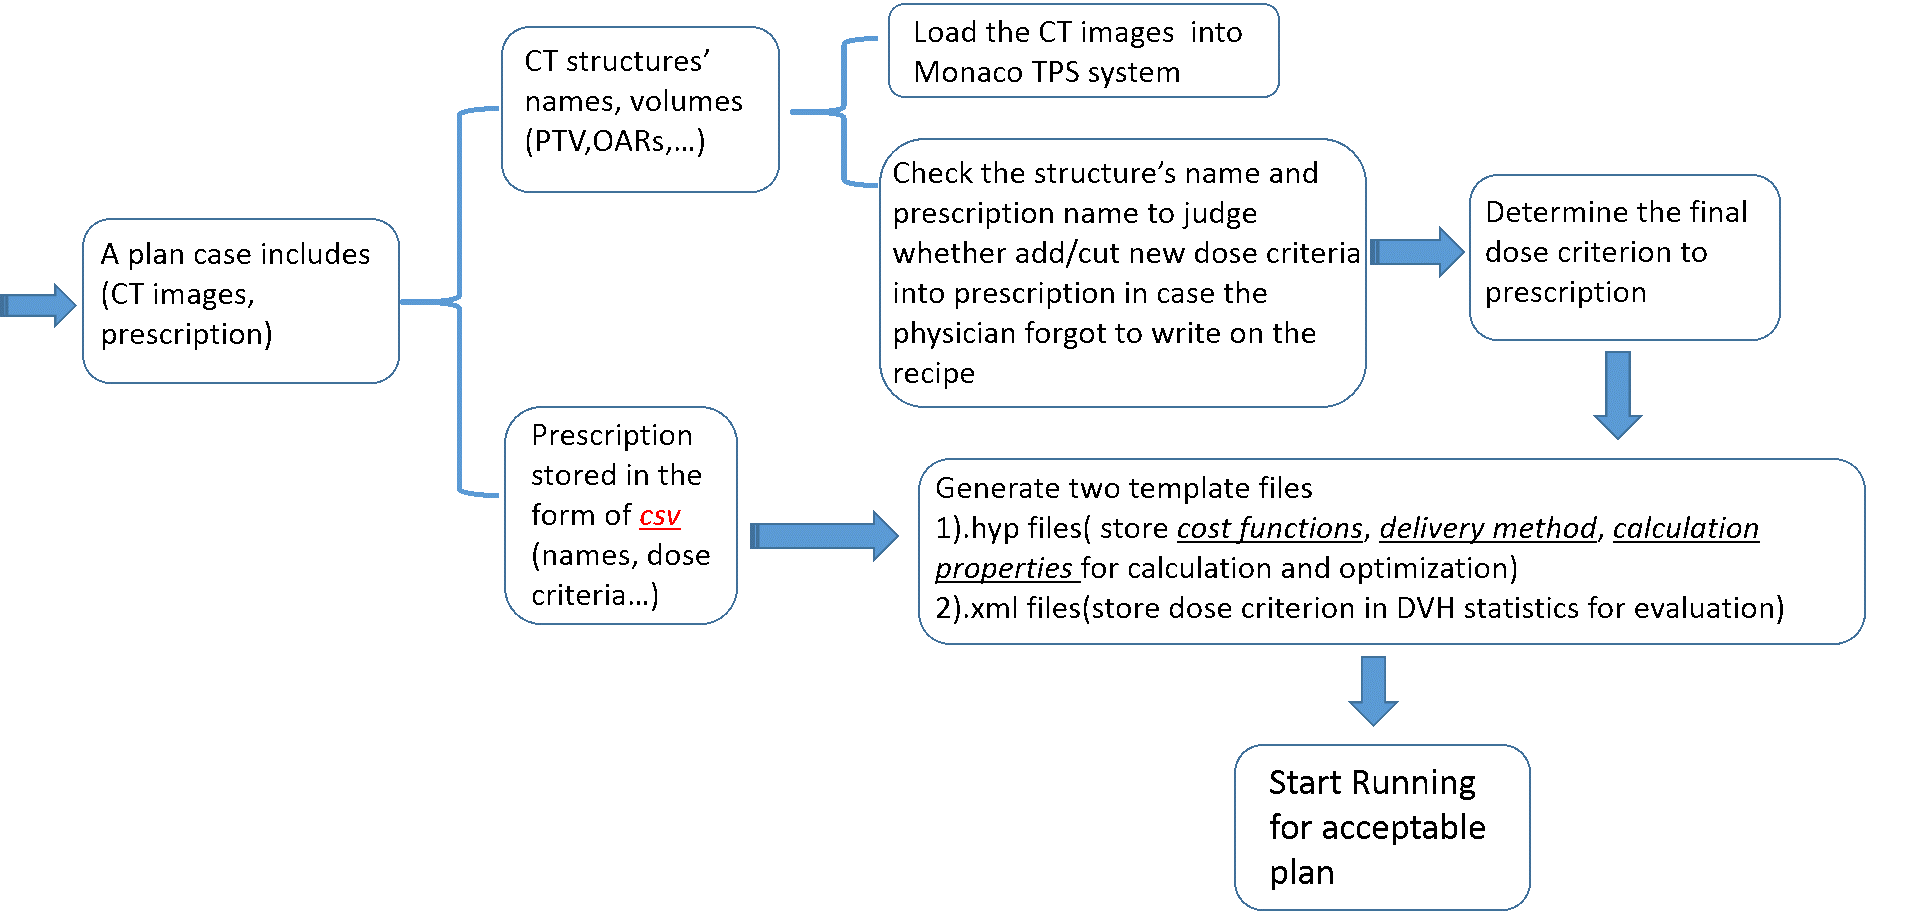 A plan case includes
(CT images,
prescription)
CT structures’
names, volumes
(PTV,OARs,...)
Load the CT images  into
Monaco TPS system
Check the structure’s name and
prescription name to judge
whether add/cut new dose criteria
into prescription in case the
physician forgot to write on the
recipe
Determine the final
dose criterion to
prescription
Prescription
stored in the
form of csv
(names, dose
criteria...)
Generate two template files
1).hyp files( store cost functions, delivery method, calculation
properties for calculation and optimization)
2).xml files(store dose criterion in DVH statistics for evaluation)
Start Running
for acceptable
plan